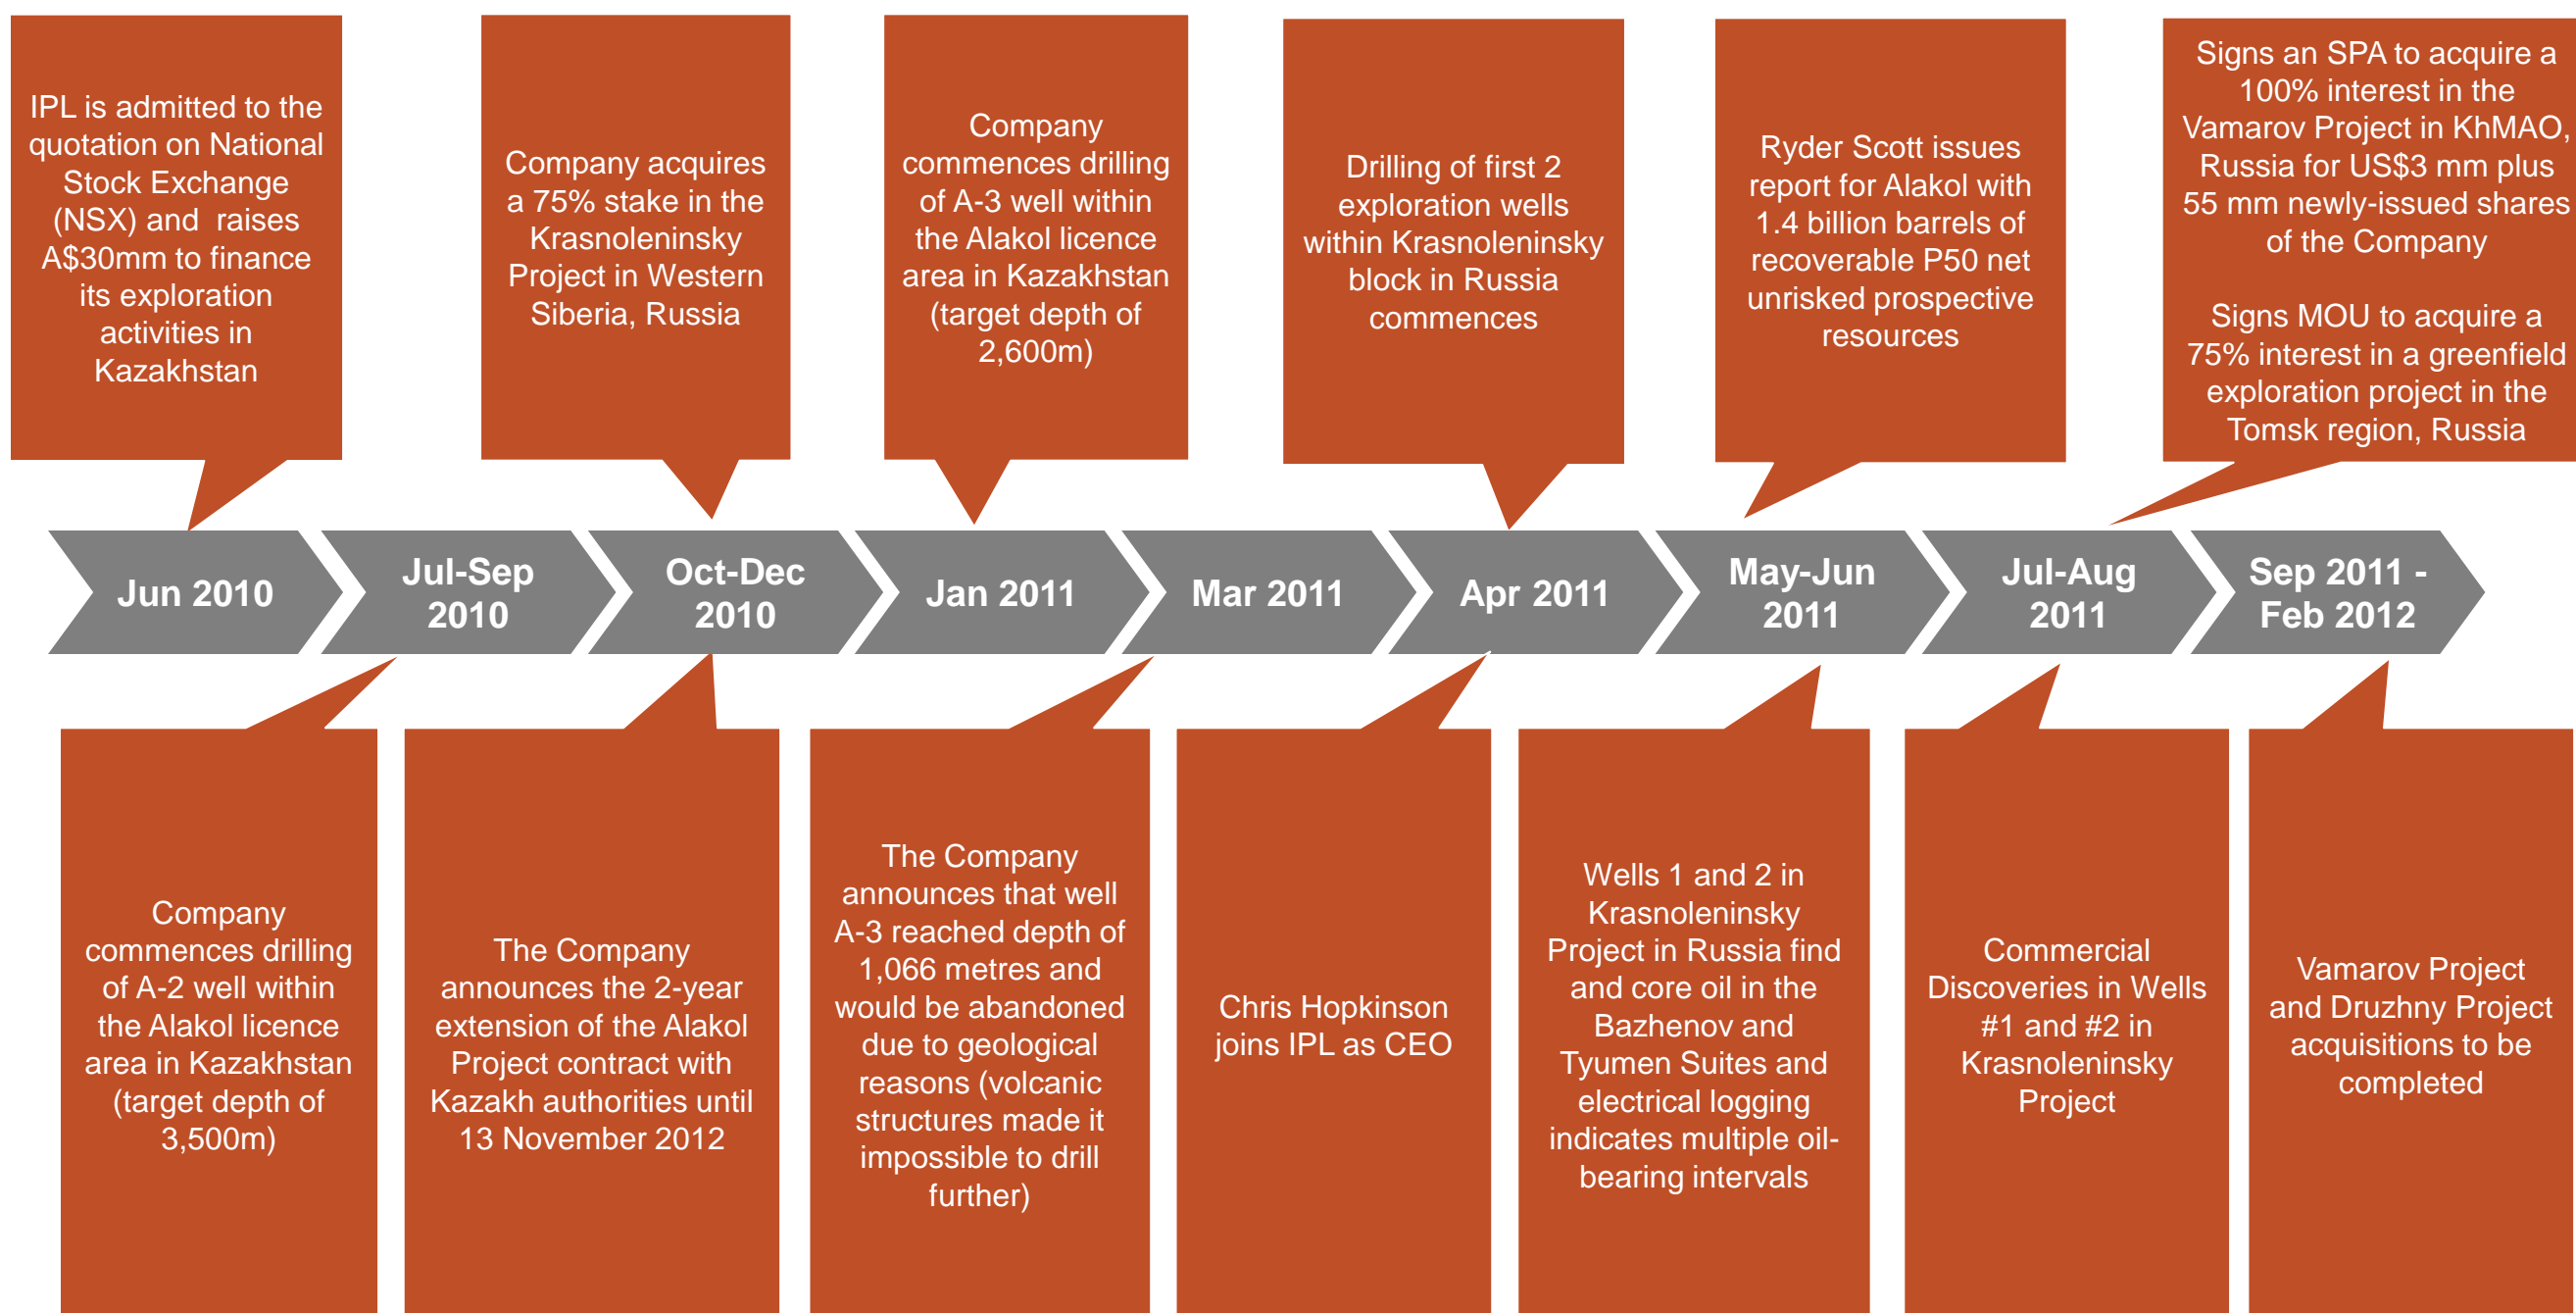 IPL is admitted to the
quotation on National
Stock Exchange
(NSX) and  raises
A$30mm to finance
its exploration
activities in
Kazakhstan
Company acquires
a 75% stake in the
Krasnoleninsky
Project in Western
Siberia, Russia
Company
commences drilling
of A-3 well within
the Alakol licence
area in Kazakhstan
(target depth of
2,600m)
Drilling of first 2
exploration wells
within Krasnoleninsky
block in Russia
commences
Ryder Scott issues
report for Alakol with
1.4 billion barrels of
recoverable P50 net
unrisked prospective
resources
Signs an SPA to acquire a
100% interest in the
Vamarov Project in KhMAO,
Russia for US$3 mm plus
55 mm newly-issued shares
of the Company
Signs MOU to acquire a
75% interest in a greenfield
exploration project in the
Tomsk region, Russia
Jun 2010
Jul-Sep
2010
Oct-Dec
2010
Jan 2011
Mar 2011
Apr 2011
May-Jun
2011
Jul-Aug
2011
Sep 2011 -
Feb 2012
Company
commences drilling
of A-2 well within
the Alakol licence
area in Kazakhstan
(target depth of
3,500m)
The Company
announces the 2-year
extension of the Alakol
Project contract with
Kazakh authorities until
13 November 2012
The Company
announces that well
A-3 reached depth of
1,066 metres and
would be abandoned
due to geological
reasons (volcanic
structures made it
impossible to drill
further)
Chris Hopkinson
joins IPL as CEO
Wells 1 and 2 in
Krasnoleninsky
Project in Russia find
and core oil in the
Bazhenov and
Tyumen Suites and
electrical logging
indicates multiple oil-
bearing intervals
Commercial
Discoveries in Wells
#1 and #2 in
Krasnoleninsky
Project
Vamarov Project
and Druzhny Project
acquisitions to be
completed